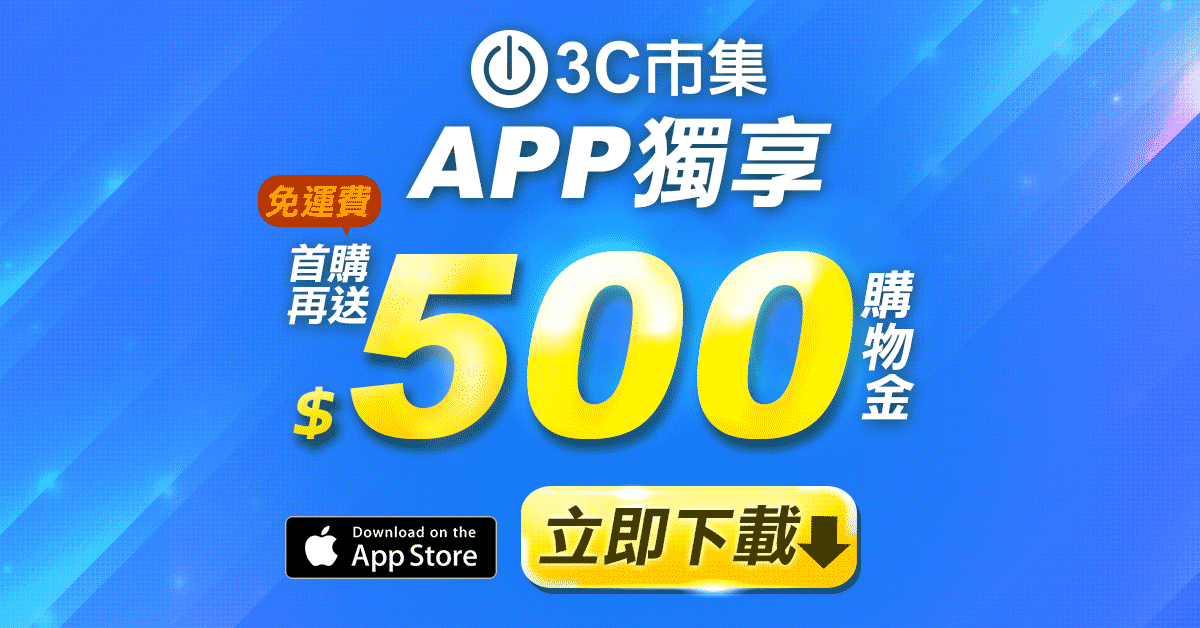 3C市集
APP獨享
免運費
首購
再送
$500
購物金
Download on the
App Store
立即下載